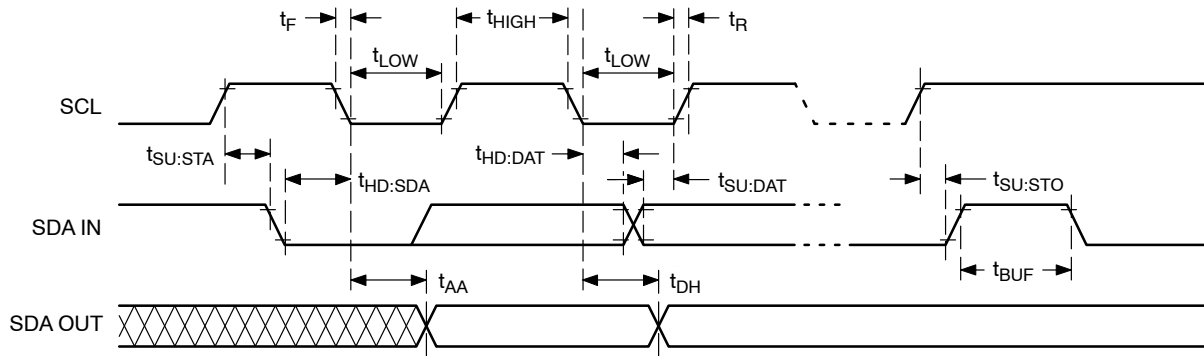 tF
tHIGH
tR
tLOW
tLOW
SCL
tSU:STA
tHD:SDA
tHD:DAT
tSU:DAT
tSU:STO
SDA IN
tBUF
tAA
tDH
SDA OUT